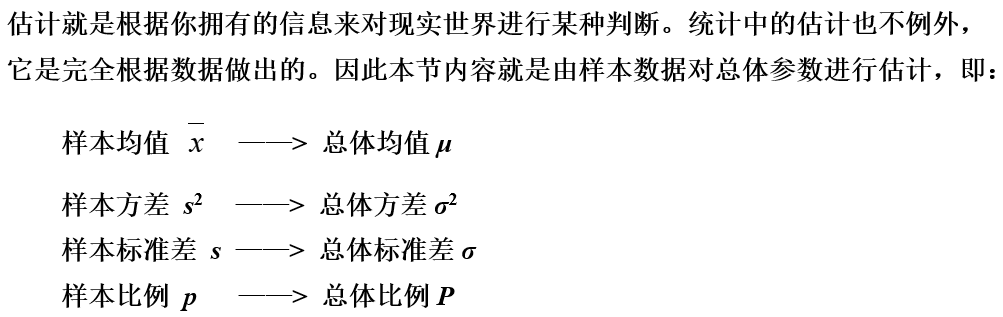 估计就是根据你拥有的信息来对现实世界进行某种判断。统计中的估计也不例外，
它是完全根据数据做出的。因此本节内容就是由样本数据对总体参数进行估计，即：
样本均值 x̅ ——> 总体均值 μ
样本方差 s² ——> 总体方差 σ²
样本标准差 s ——> 总体标准差 σ
样本比例 p ——> 总体比例 P